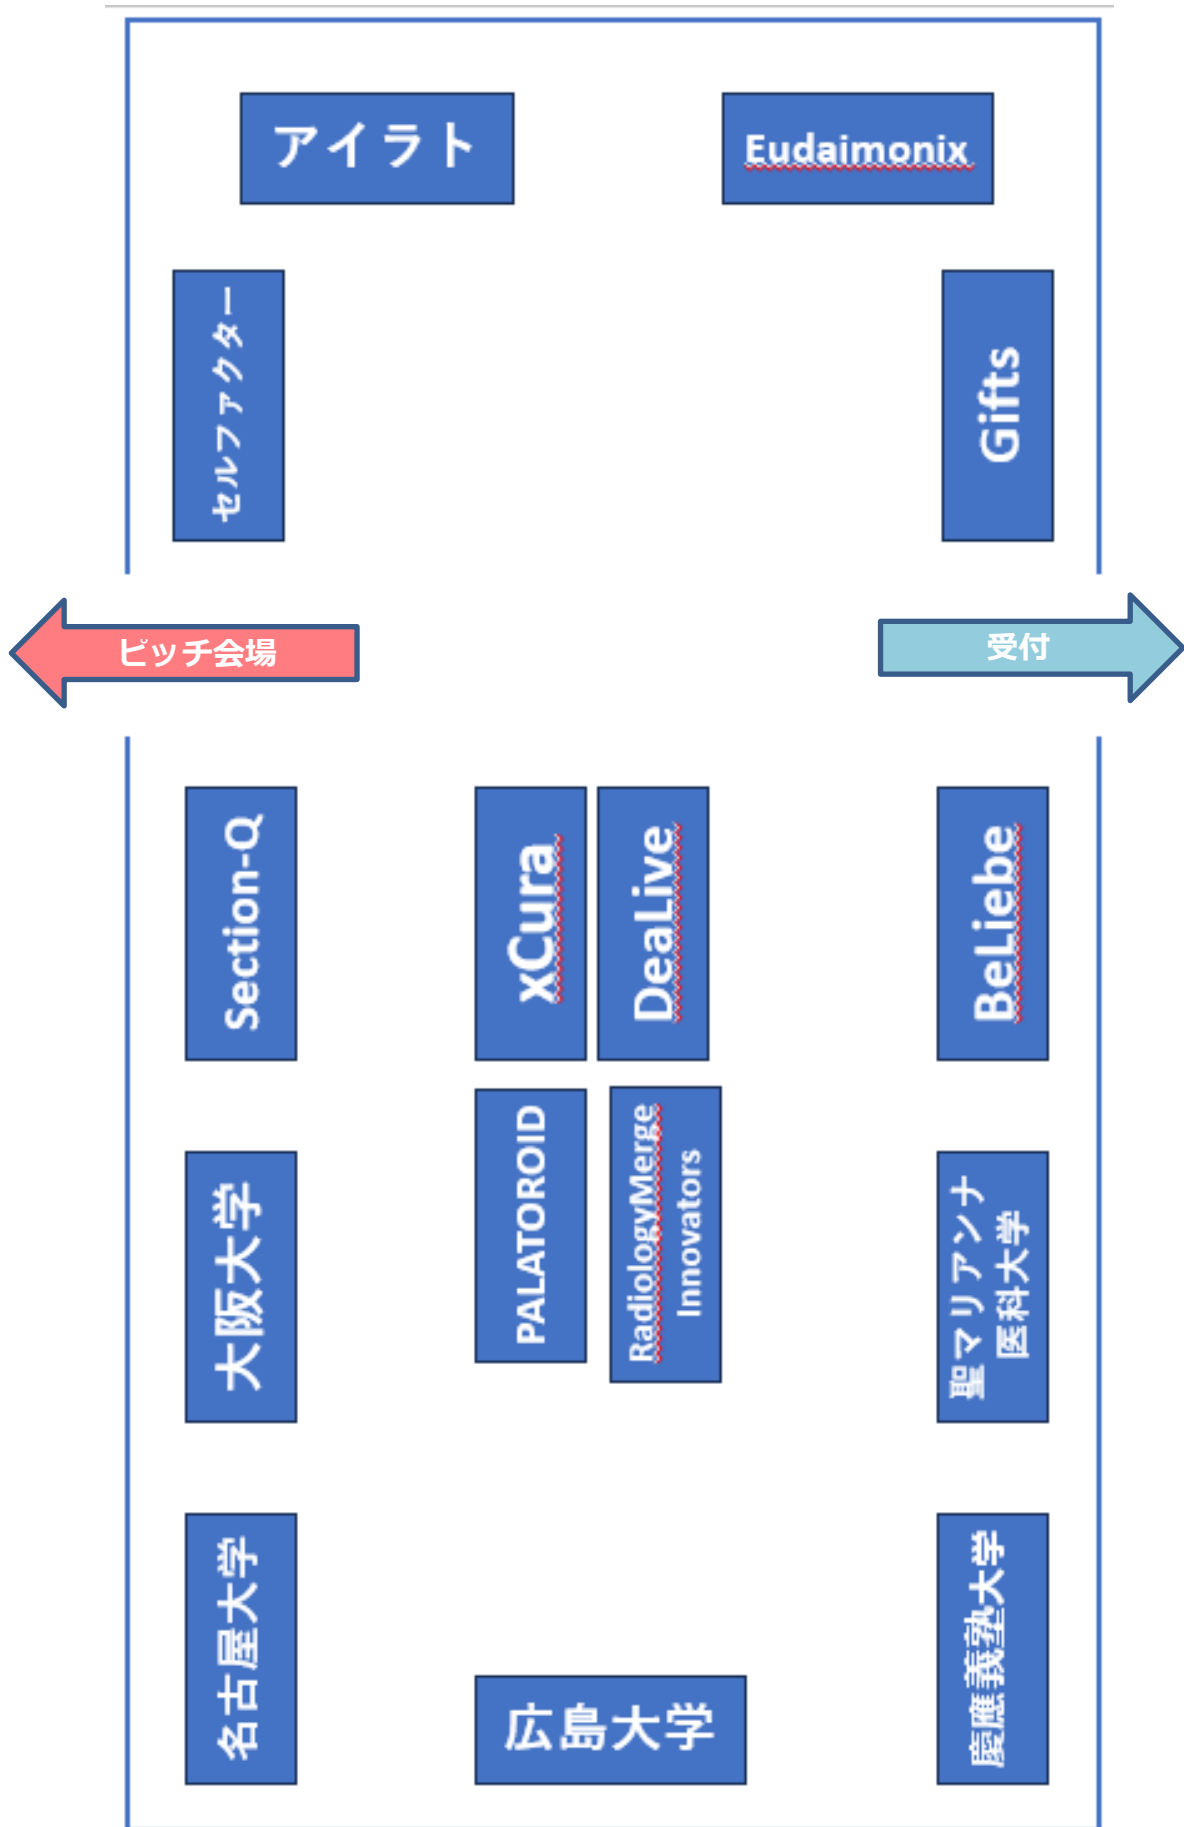 アイラト
Eudaimonix
セルファクター
Gifts
ピッチ会場
受付
Section-Q
xCura
DeaLive
BeLiebe
PALATOROID
RadiologyMerge
Innovators
大阪大学
聖マリアンナ
医科大学
名古屋大学
広島大学
慶應義塾大学